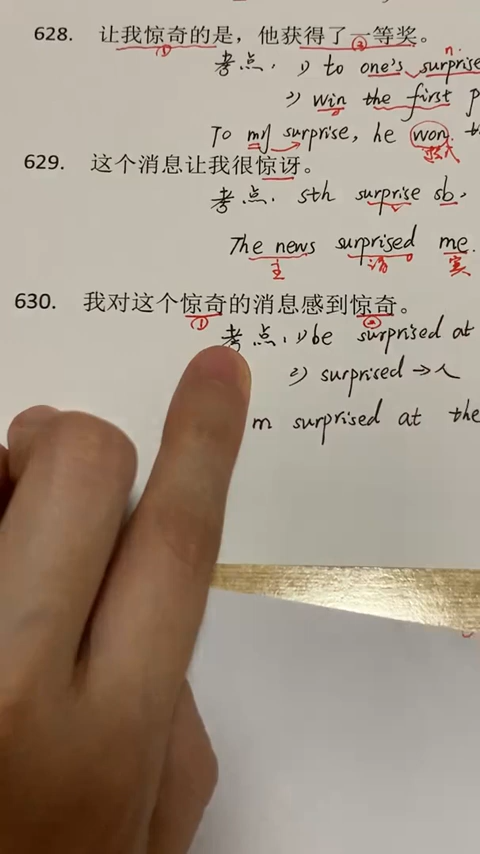 628. 让我惊奇的是，他获得了一等奖。
① ②
n.
考点. 1) to one's surprise
2) win the first
To my surprise, he won
过式
629. 这个消息让我很惊讶。
考点. sth surprise sb.
v
The news surprised me.
主 谓 宾
630. 我对这个惊奇的消息感到惊奇。
① ②
考点. 1) be surprised at
2) surprised → 人
m surprised at the